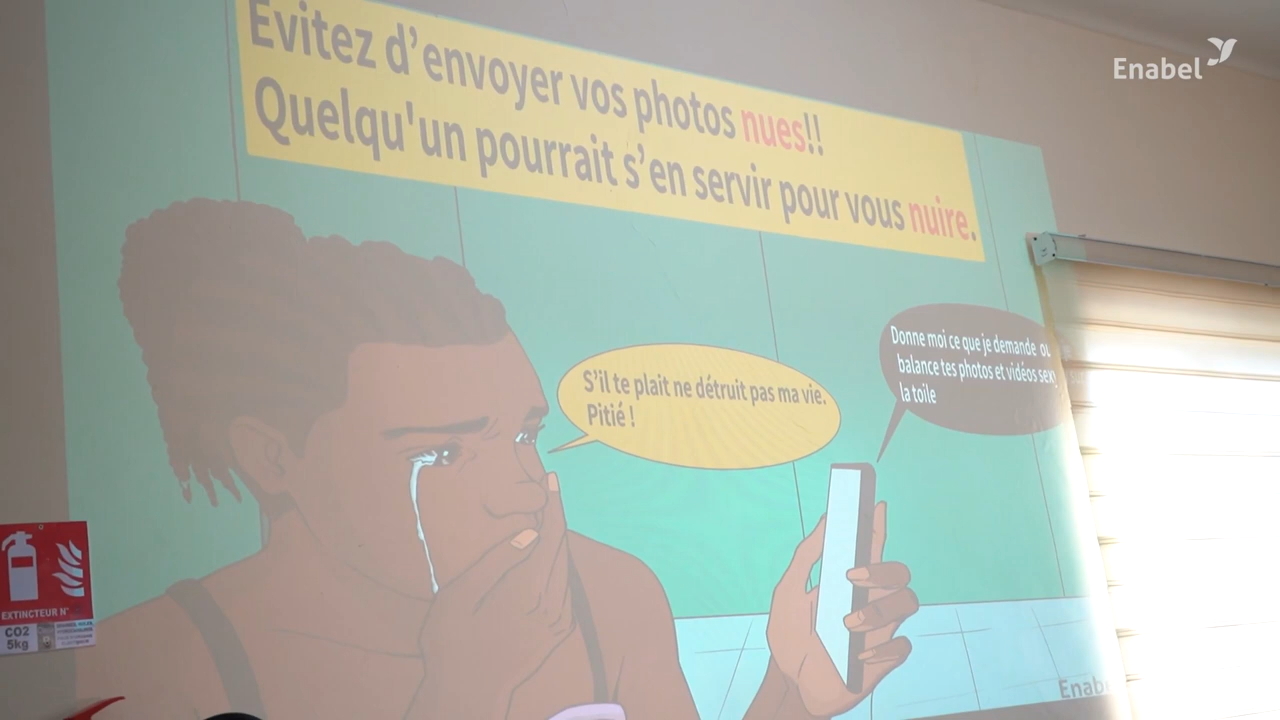 Enabel
Evitez d’envoyer vos photos nues!!
Quelqu'un pourrait s’en servir pour vous nuire.
S’il te plait ne détruit pas ma vie.
Pitié !
Donne moi ce que je demande ou
balance tes photos et vidéos sexy
la toile
EXTINCTEUR N°
CO2
5kg
Enabel